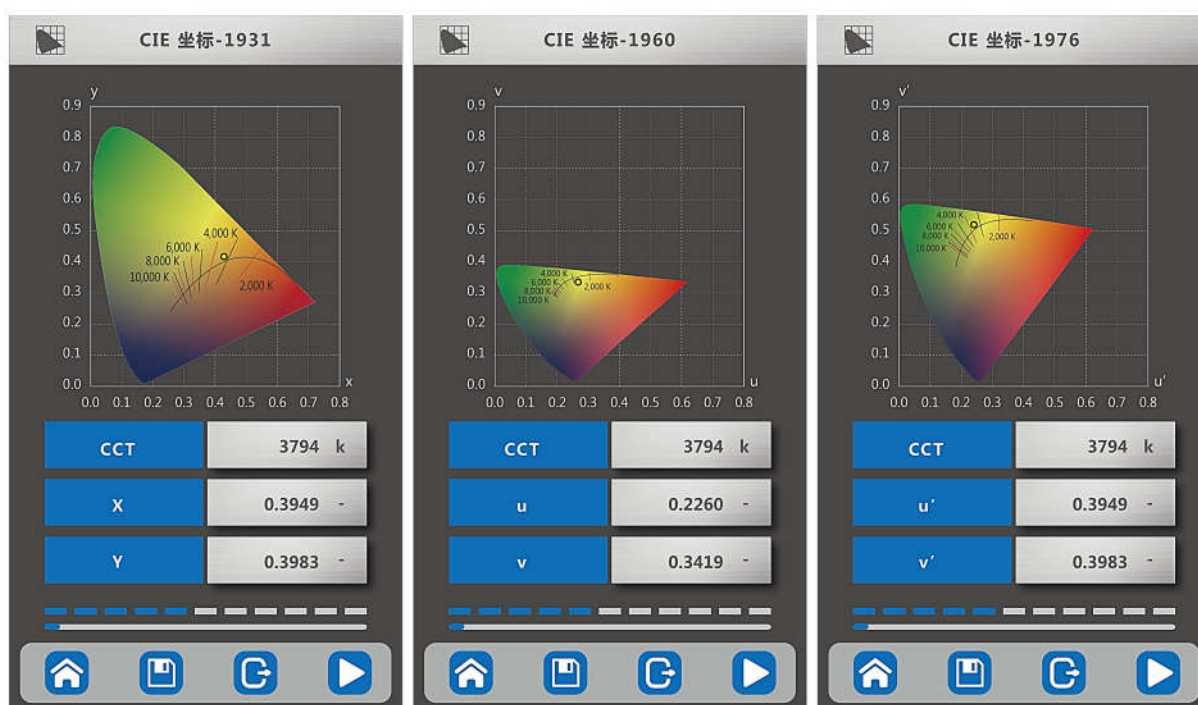 CIE 坐标-1931
y
0.9
0.8
0.7
0.6
0.5
0.4
0.3
0.2
0.1
0.0
4,000 K
6,000 K
8,000 K
10,000 K
2,000 K
x
0.0 0.1 0.2 0.3 0.4 0.5 0.6 0.7 0.8
CCT 3794 k
X 0.3949 -
Y 0.3983 -
CIE 坐标-1960
v
0.9
0.8
0.7
0.6
0.5
0.4
0.3
0.2
0.1
0.0
4,000 K
6,000 K
8,000 K
10,000 K
2,000 K
u
0.0 0.1 0.2 0.3 0.4 0.5 0.6 0.7 0.8
CCT 3794 k
u 0.2260 -
v 0.3419 -
CIE 坐标-1976
v′
0.9
0.8
0.7
0.6
0.5
0.4
0.3
0.2
0.1
0.0
4,000 K
6,000 K
8,000 K
10,000 K
2,000 K
u′
0.0 0.1 0.2 0.3 0.4 0.5 0.6 0.7 0.8
CCT 3794 k
u′ 0.3949 -
v′ 0.3983 -